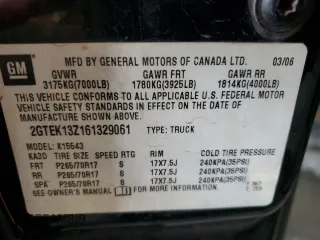 GM
MFD BY GENERAL MOTORS OF CANADA LTD. 03/06
GVWR GAWR FRT GAWR RR
3175KG(7000LB) 1780KG(3925LB) 1814KG(4000LB)
THIS VEHICLE CONFORMS TO ALL APPLICABLE U.S. FEDERAL MOTOR
VEHICLE SAFETY STANDARDS IN EFFECT ON THE DATE OF
MANUFACTURE SHOWN ABOVE.
2GTEK13Z161329061 TYPE: TRUCK
MODEL: K15543
TIRE SIZE SPEED RTG RIM COLD TIRE PRESSURE
FRT P265/70R17 S 17X7.5J 240KPA(35PSI)
RR P265/70R17 S 17X7.5J 240KPA(35PSI)
SPA P265/70R17 S 17X7.5J 240KPA(35PSI)
SEE OWNER'S MANUAL FOR MORE INFORMATION.